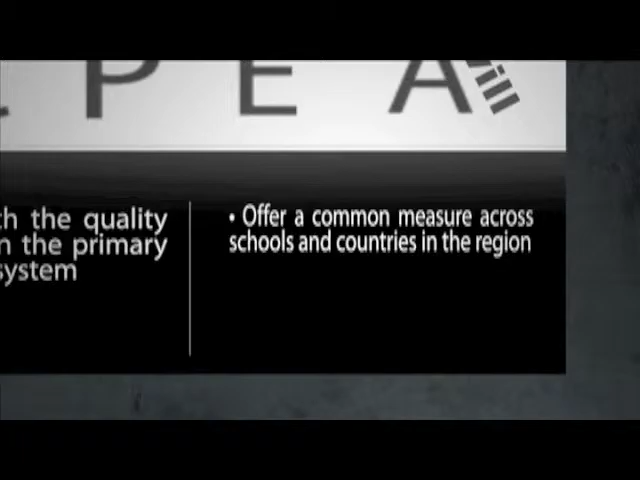 P E A
th the quality
n the primary
system
• Offer a common measure across
schools and countries in the region